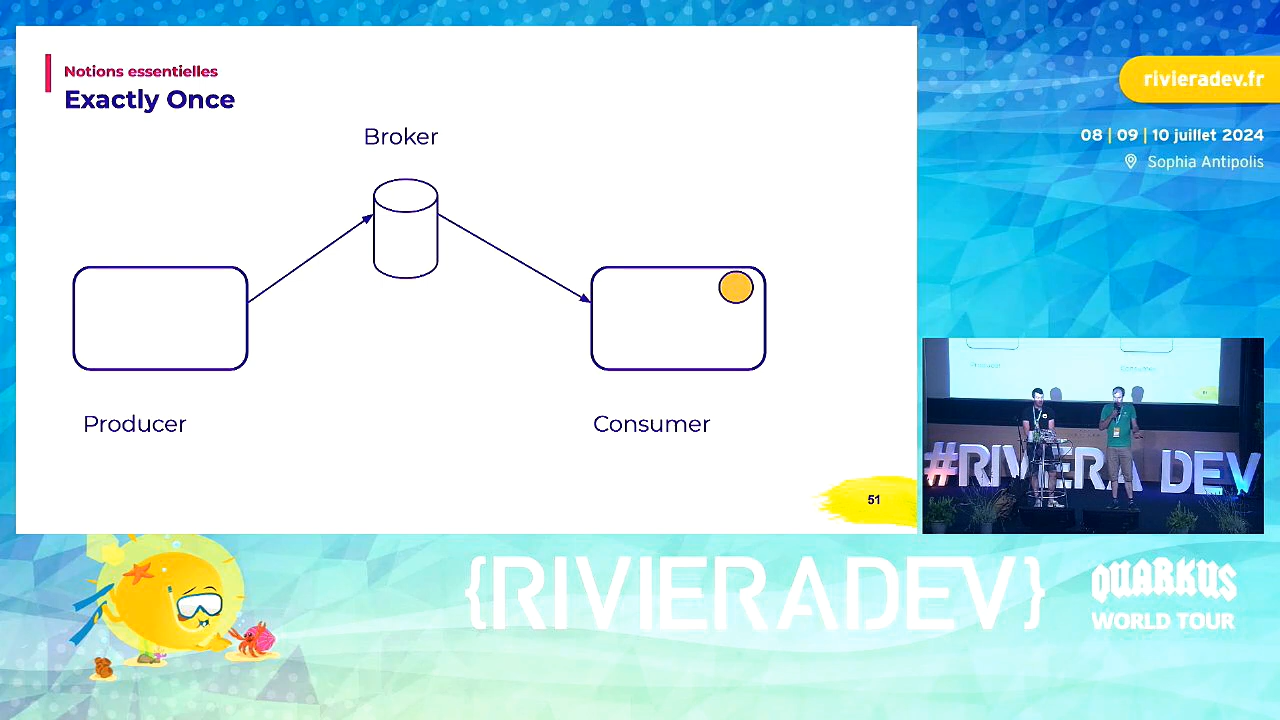 Notions essentielles
Exactly Once
Broker
Producer
Consumer
51
rivieradev.fr
08 | 09 | 10 juillet 2024
Sophia Antipolis
#RIVIERA DEV
{RIVIERADEV}
QUARKUS
WORLD TOUR